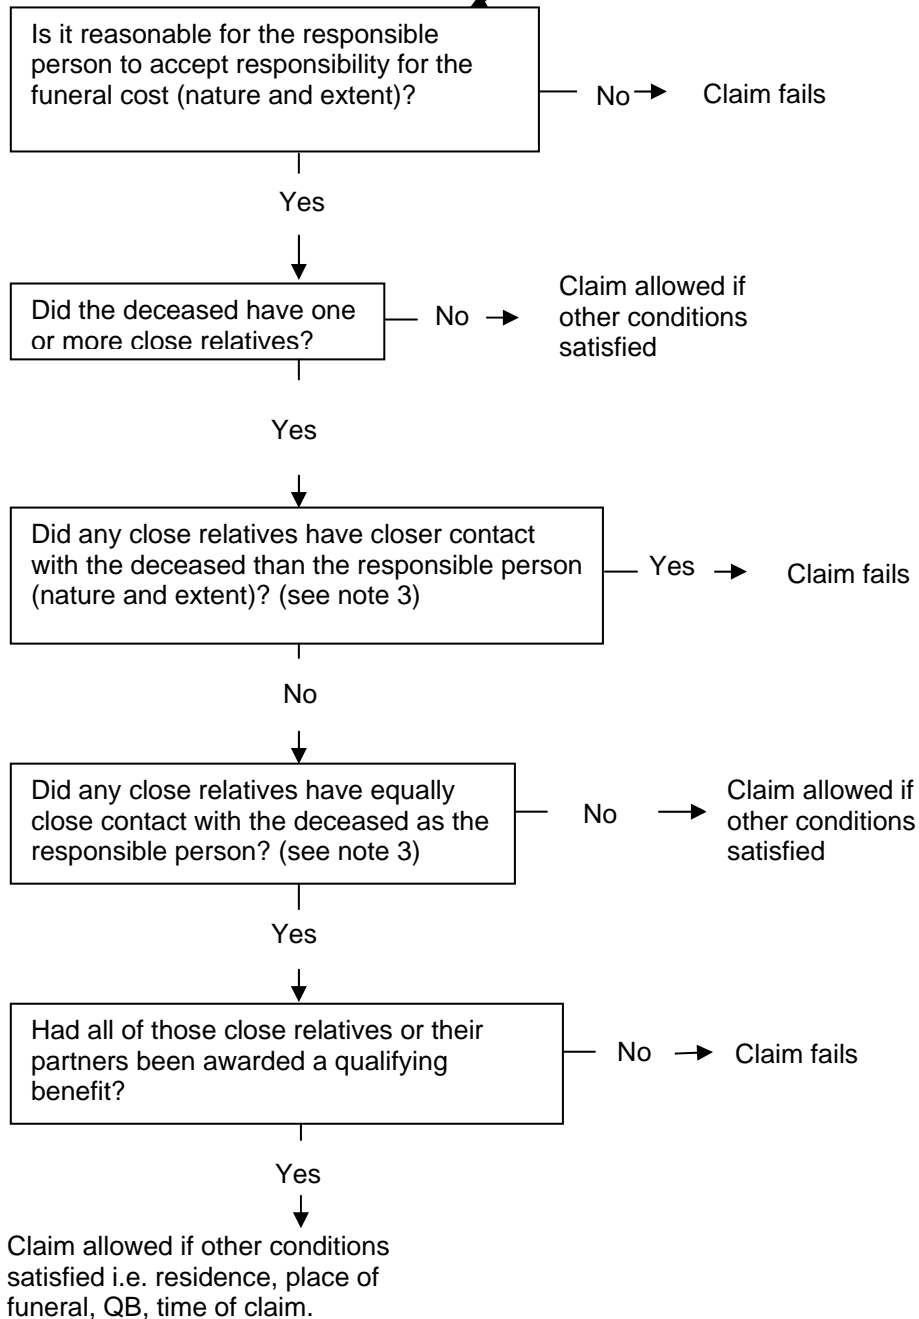 Is it reasonable for the responsible
person to accept responsibility for the
funeral cost (nature and extent)?
No
Claim fails
Yes
Did the deceased have one
or more close relatives?
No
Claim allowed if
other conditions
satisfied
Yes
Did any close relatives have closer contact
with the deceased than the responsible person
(nature and extent)? (see note 3)
Yes
Claim fails
No
Did any close relatives have equally
close contact with the deceased as the
responsible person? (see note 3)
No
Claim allowed if
other conditions
satisfied
Yes
Had all of those close relatives or their
partners been awarded a qualifying
benefit?
No
Claim fails
Yes
Claim allowed if other conditions
satisfied i.e. residence, place of
funeral, QB, time of claim.